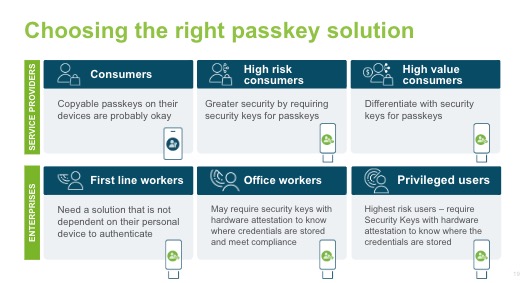 Choosing the right passkey solution
SERVICE PROVIDERS
Consumers
Copyable passkeys on their
devices are probably okay
High risk
consumers
Greater security by requiring
security keys for passkeys
High value
consumers
Differentiate with security
keys for passkeys
ENTERPRISES
First line workers
Need a solution that is not
dependent on their personal
device to authenticate
Office workers
May require security keys with
hardware attestation to know
where credentials are stored
and meet compliance
Privileged users
Highest risk users – require
Security Keys with hardware
attestation to know where the
credentials are stored